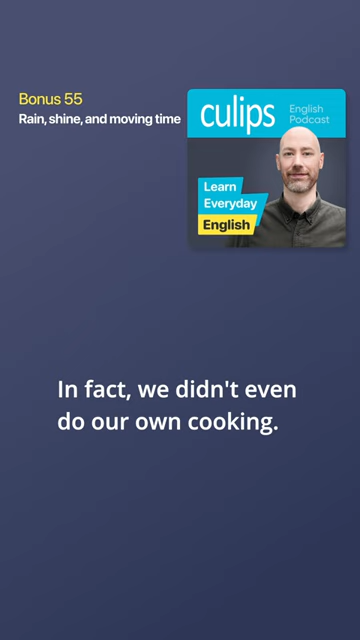 Bonus 55
Rain, shine, and moving time
culips
English
Podcast
Learn
Everyday
English
In fact, we didn't even
do our own cooking.